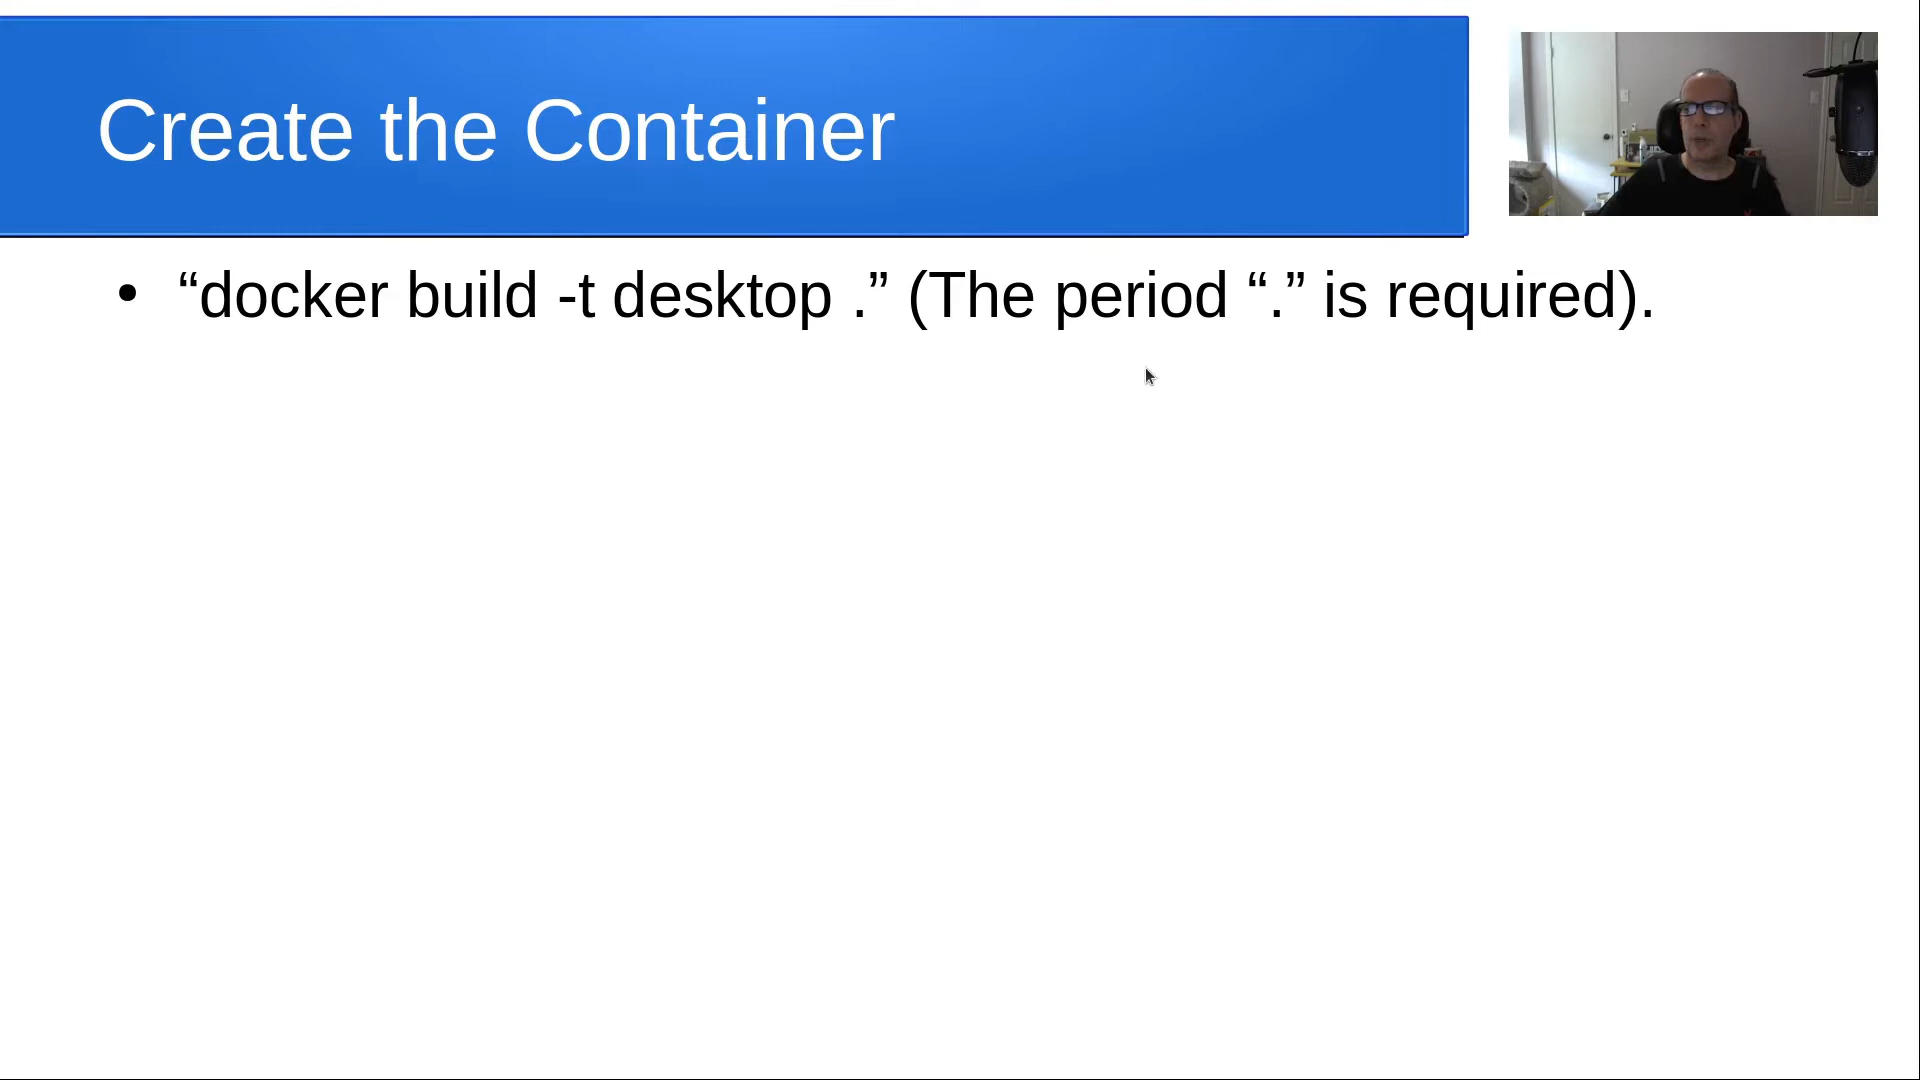 Create the Container
• “docker build -t desktop .” (The period “.” is required).